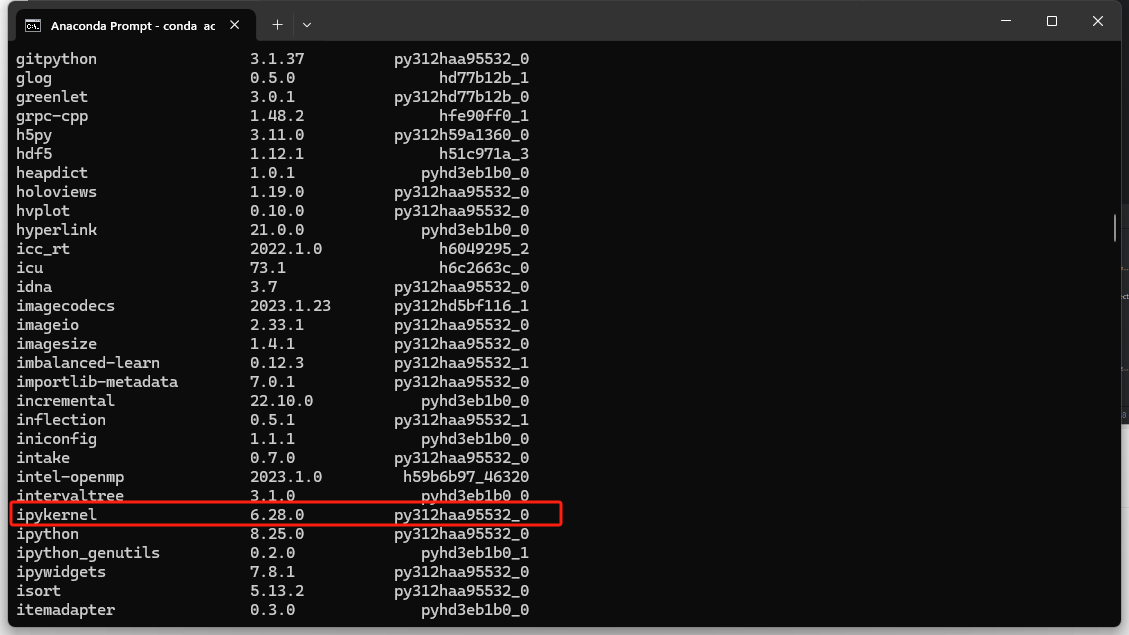 Anaconda Prompt - conda ac
gitpython 3.1.37 py312haa95532_0
glog 0.5.0 hd77b12b_1
greenlet 3.0.1 py312hd77b12b_0
grpc-cpp 1.48.2 hfe90ff0_1
h5py 3.11.0 py312h59a1360_0
hdf5 1.12.1 h51c971a_3
heapdict 1.0.1 pyhd3eb1b0_0
holoviews 1.19.0 py312haa95532_0
hvplot 0.10.0 py312haa95532_0
hyperlink 21.0.0 pyhd3eb1b0_0
icc_rt 2022.1.0 h6049295_2
icu 73.1 h6c2663c_0
idna 3.7 py312haa95532_0
imagecodecs 2023.1.23 py312hd5bf116_1
imageio 2.33.1 py312haa95532_0
imagesize 1.4.1 py312haa95532_0
imbalanced-learn 0.12.3 py312haa95532_1
importlib-metadata 7.0.1 py312haa95532_0
incremental 22.10.0 pyhd3eb1b0_0
inflection 0.5.1 py312haa95532_1
iniconfig 1.1.1 pyhd3eb1b0_0
intake 0.7.0 py312haa95532_0
intel-openmp 2023.1.0 h59b6b97_46320
intervaltree 3.1.0 pyhd3eb1b0_0
ipykernel 6.28.0 py312haa95532_0
ipython 8.25.0 py312haa95532_0
ipython_genutils 0.2.0 pyhd3eb1b0_1
ipywidgets 7.8.1 py312haa95532_0
isort 5.13.2 py312haa95532_0
itemadapter 0.3.0 pyhd3eb1b0_0